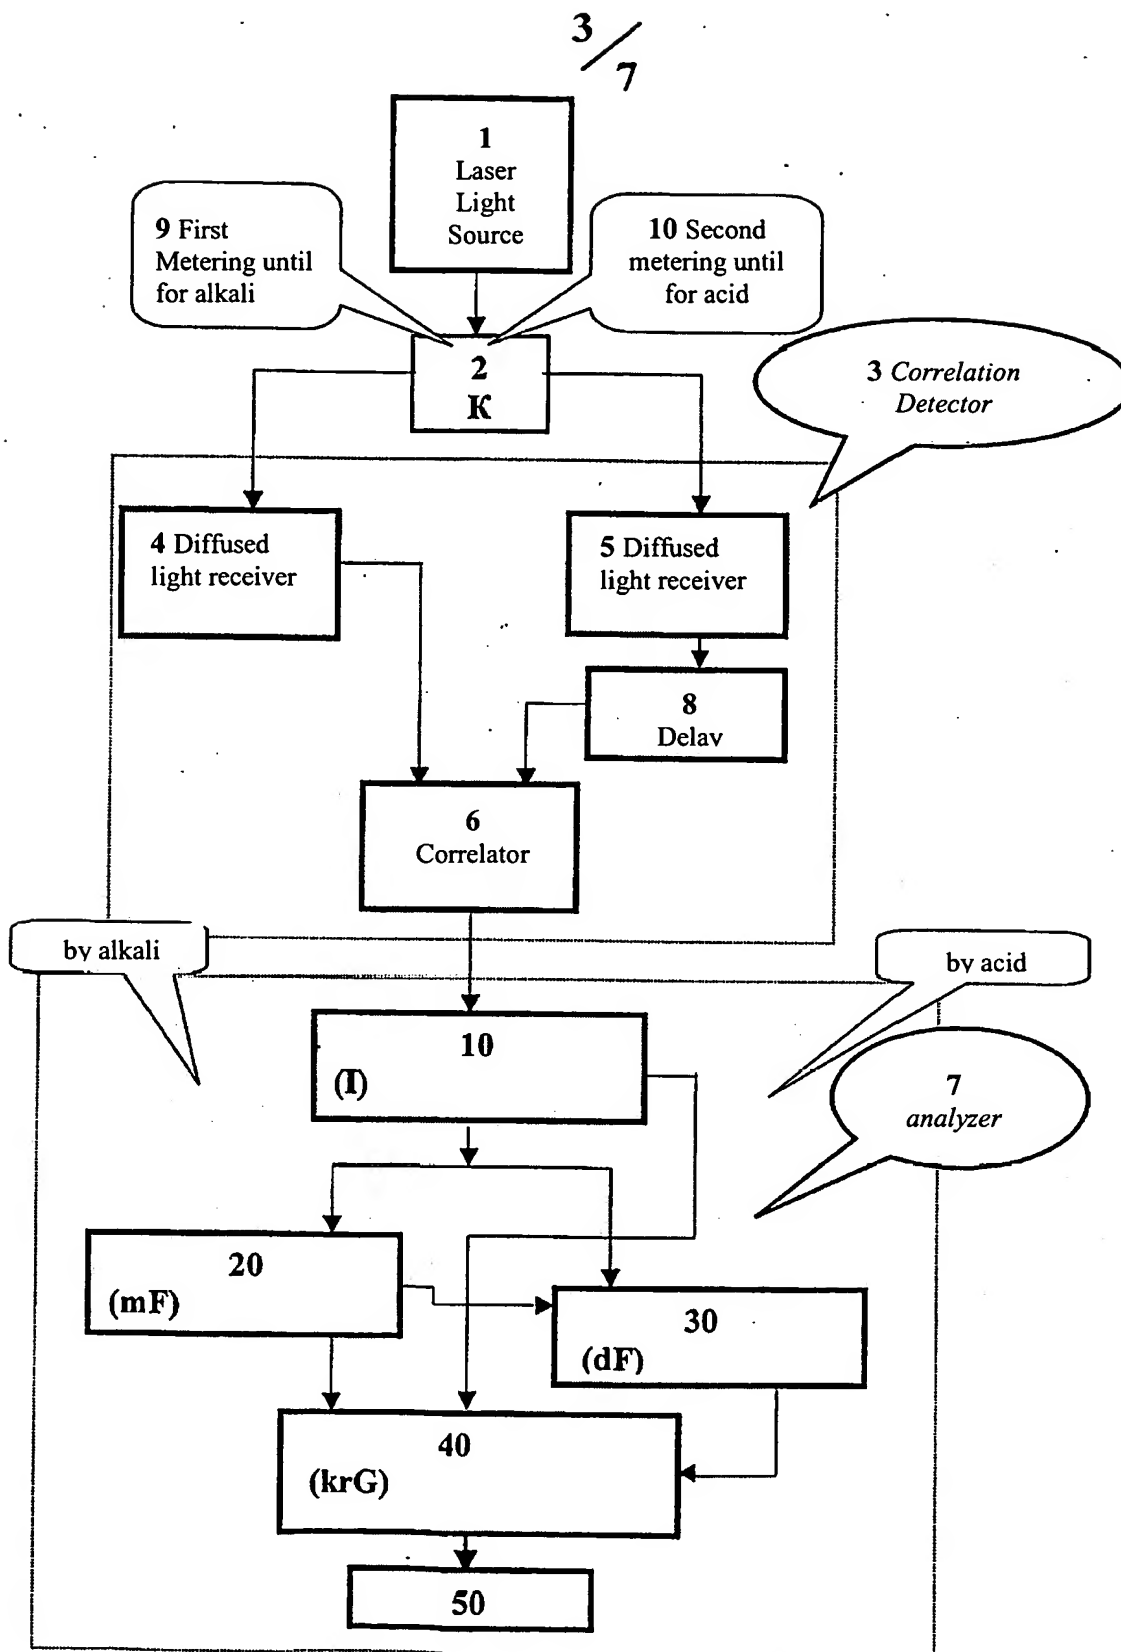 3/7
1
Laser
Light
Source
9 First
Metering until
for alkali
10 Second
metering until
for acid
2
K
3 Correlation
Detector
4 Diffused
light receiver
5 Diffused
light receiver
8
Delav
6
Correlator
by alkali
by acid
10
(I)
7
analyzer
20
(mF)
30
(dF)
40
(krG)
50